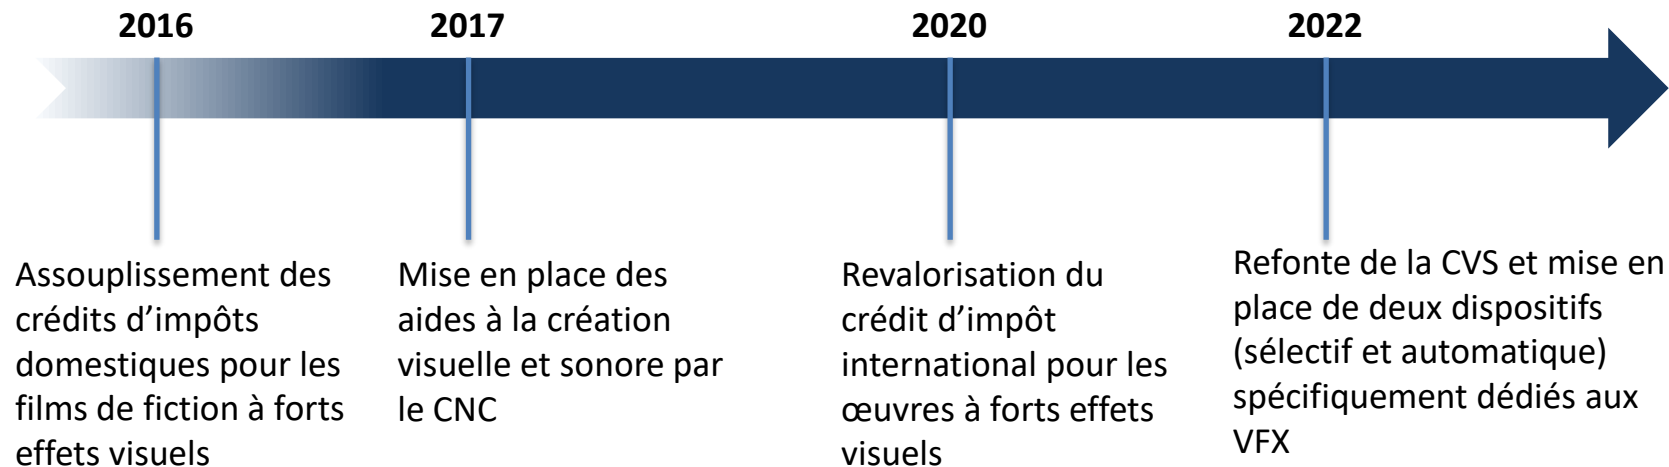 2016
2017
2020
2022
Assouplissement des
crédits d’impôts
domestiques pour les
films de fiction à forts
effets visuels
Mise en place des
aides à la création
visuelle et sonore par
le CNC
Revalorisation du
crédit d’impôt
international pour les
œuvres à forts effets
visuels
Refonte de la CVS et mise en
place de deux dispositifs
(sélectif et automatique)
spécifiquement dédiés aux
VFX